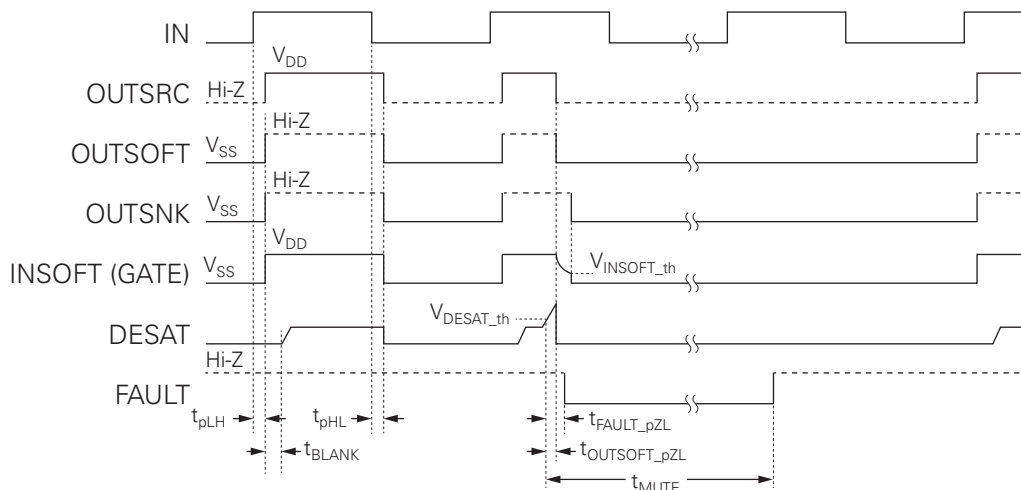 IN
V_DD
Hi-Z
OUTSRC
Hi-Z
V_SS
OUTSOFT
Hi-Z
V_SS
OUTSNK
V_DD
V_SS
V_INSOFT_th
INSOFT (GATE)
V_DESAT_th
DESAT
Hi-Z
FAULT
t_pLH
t_pHL
t_FAULT_pZL
t_BLANK
t_OUTSOFT_pZL
t_MUTE